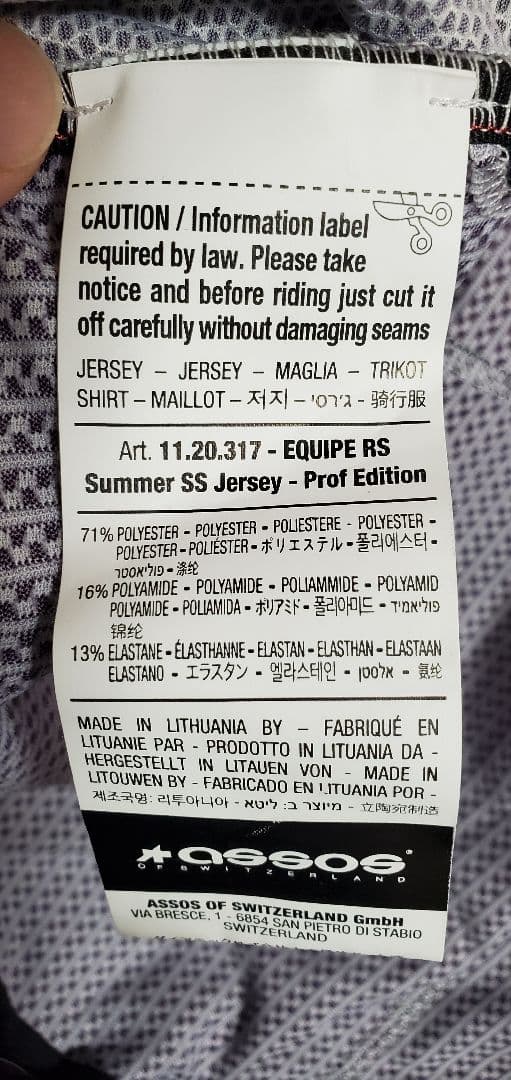 CAUTION / Information label
required by law. Please take
notice and before riding just cut it
off carefully without damaging seams
JERSEY – JERSEY – MAGLIA – TRIKOT
SHIRT – MAILLOT – 저지 – ג'רסי - 骑行服
Art. 11.20.317 - EQUIPE RS
Summer SS Jersey - Prof Edition
71% POLYESTER - POLYESTER - POLIESTERE - POLYESTER -
POLYESTER - POLIÉSTER - ポリエステル - 폴리에스터 -
פוליאסטר - 涤纶
16% POLYAMIDE - POLYAMIDE - POLIAMMIDE - POLYAMID
POLYAMIDE - POLIAMIDA - ポリアミド - 폴리아미드 - פוליאמיד
锦纶
13% ELASTANE - ÉLASTHANNE - ELASTAN - ELASTHAN - ELASTAAN
ELASTANO - エラスタン - 엘라스테인 - אלסטן - 氨纶
MADE IN LITHUANIA BY – FABRIQUÉ EN
LITUANIE PAR - PRODOTTO IN LITUANIA DA -
HERGESTELLT IN LITAUEN VON - MADE IN
LITOUWEN BY - FABRICADO EN LITUANIA POR -
제조국명: 리투아니아 - מיוצר ב: ליטא - 立陶宛制造
assos®
OF SWITZERLAND
ASSOS OF SWITZERLAND GmbH
VIA BRESCE, 1 - 6854 SAN PIETRO DI STABIO
SWITZERLAND